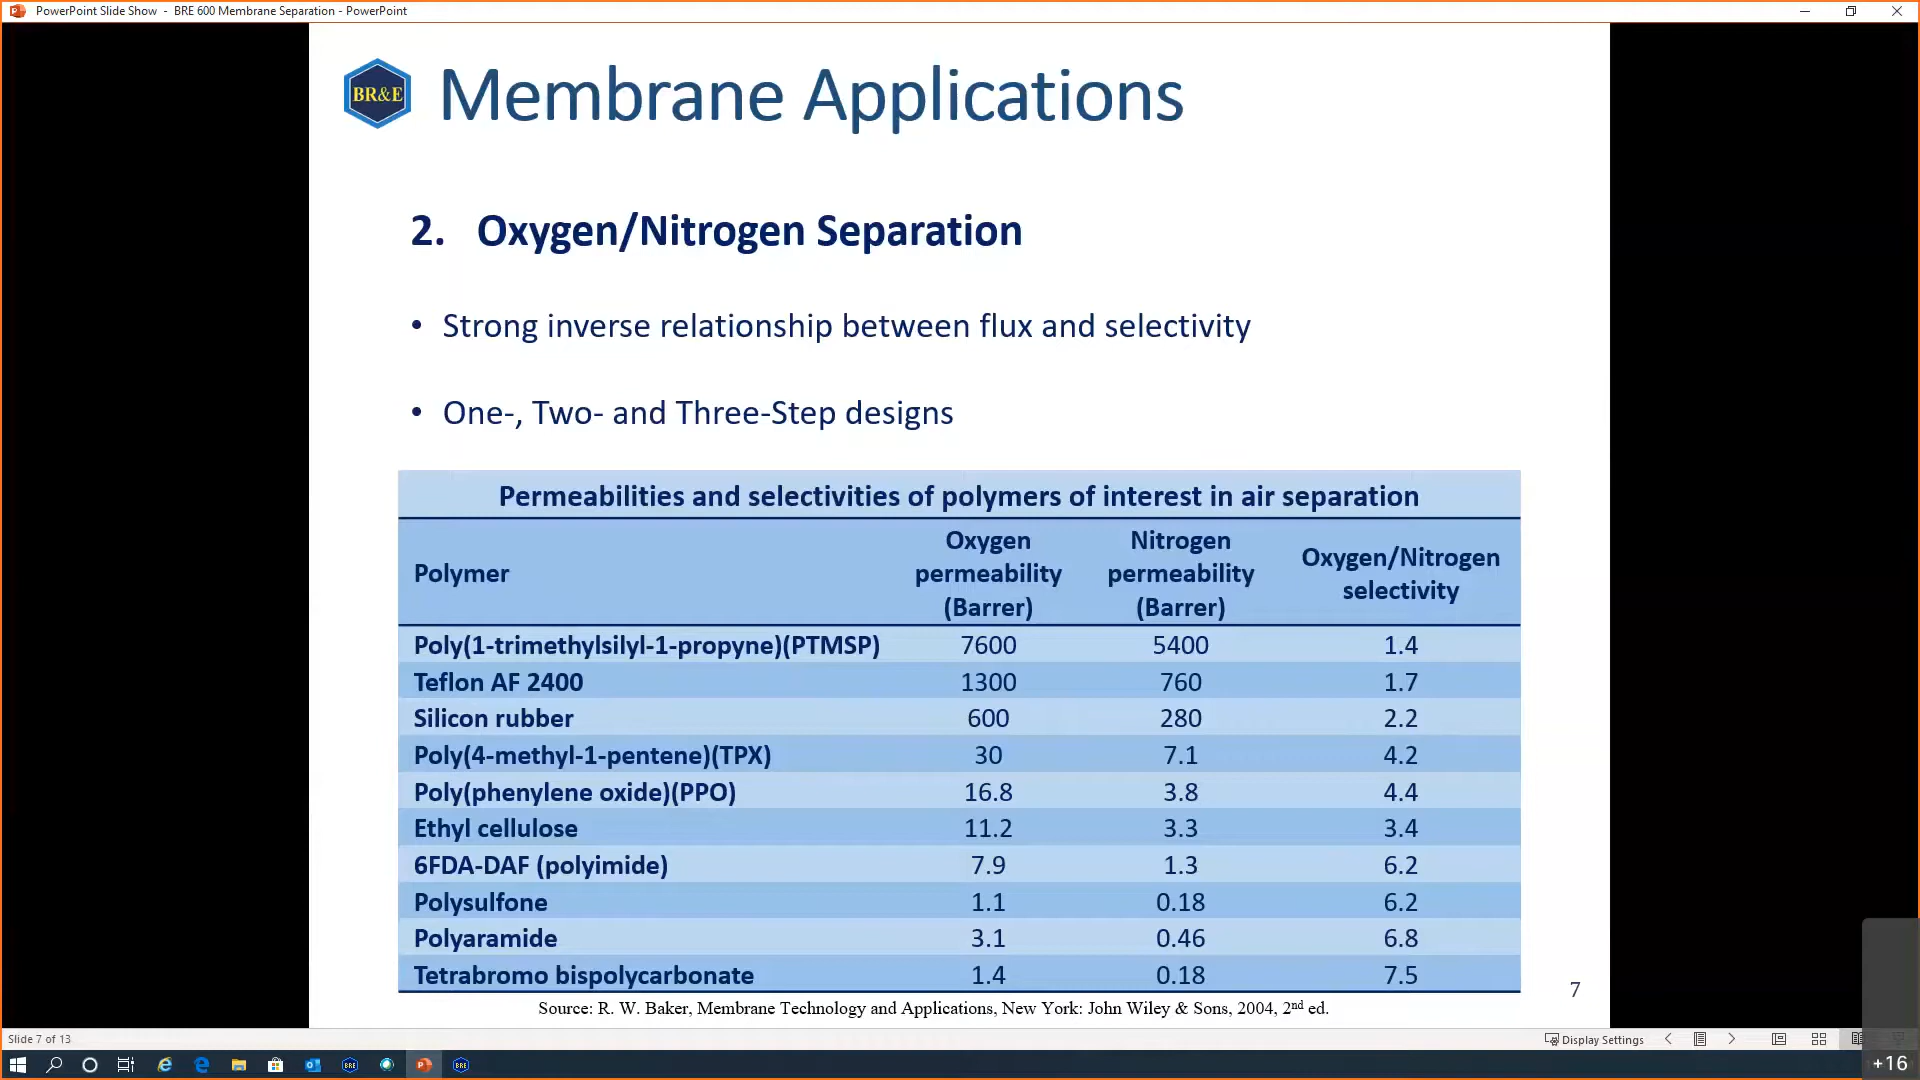 PowerPoint Slide Show - BRE 600 Membrane Separation - PowerPoint
BR&E
Membrane Applications
2. Oxygen/Nitrogen Separation
• Strong inverse relationship between flux and selectivity
• One-, Two- and Three-Step designs
Permeabilities and selectivities of polymers of interest in air separation
Polymer Oxygen permeability (Barrer) Nitrogen permeability (Barrer) Oxygen/Nitrogen selectivity
Poly(1-trimethylsilyl-1-propyne)(PTMSP) 7600 5400 1.4
Teflon AF 2400 1300 760 1.7
Silicon rubber 600 280 2.2
Poly(4-methyl-1-pentene)(TPX) 30 7.1 4.2
Poly(phenylene oxide)(PPO) 16.8 3.8 4.4
Ethyl cellulose 11.2 3.3 3.4
6FDA-DAF (polyimide) 7.9 1.3 6.2
Polysulfone 1.1 0.18 6.2
Polyaramide 3.1 0.46 6.8
Tetrabromo bispolycarbonate 1.4 0.18 7.5
7
Source: R. W. Baker, Membrane Technology and Applications, New York: John Wiley & Sons, 2004, 2nd ed.
Slide 7 of 13
Display Settings
BRE
BRE
+16